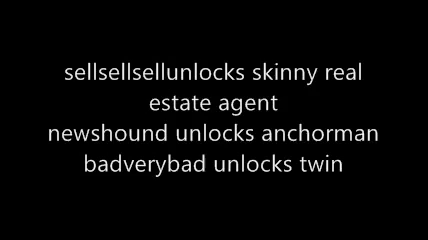 sellsellsellunlocks skinny real
estate agent
newshound unlocks anchorman
badverybad unlocks twin